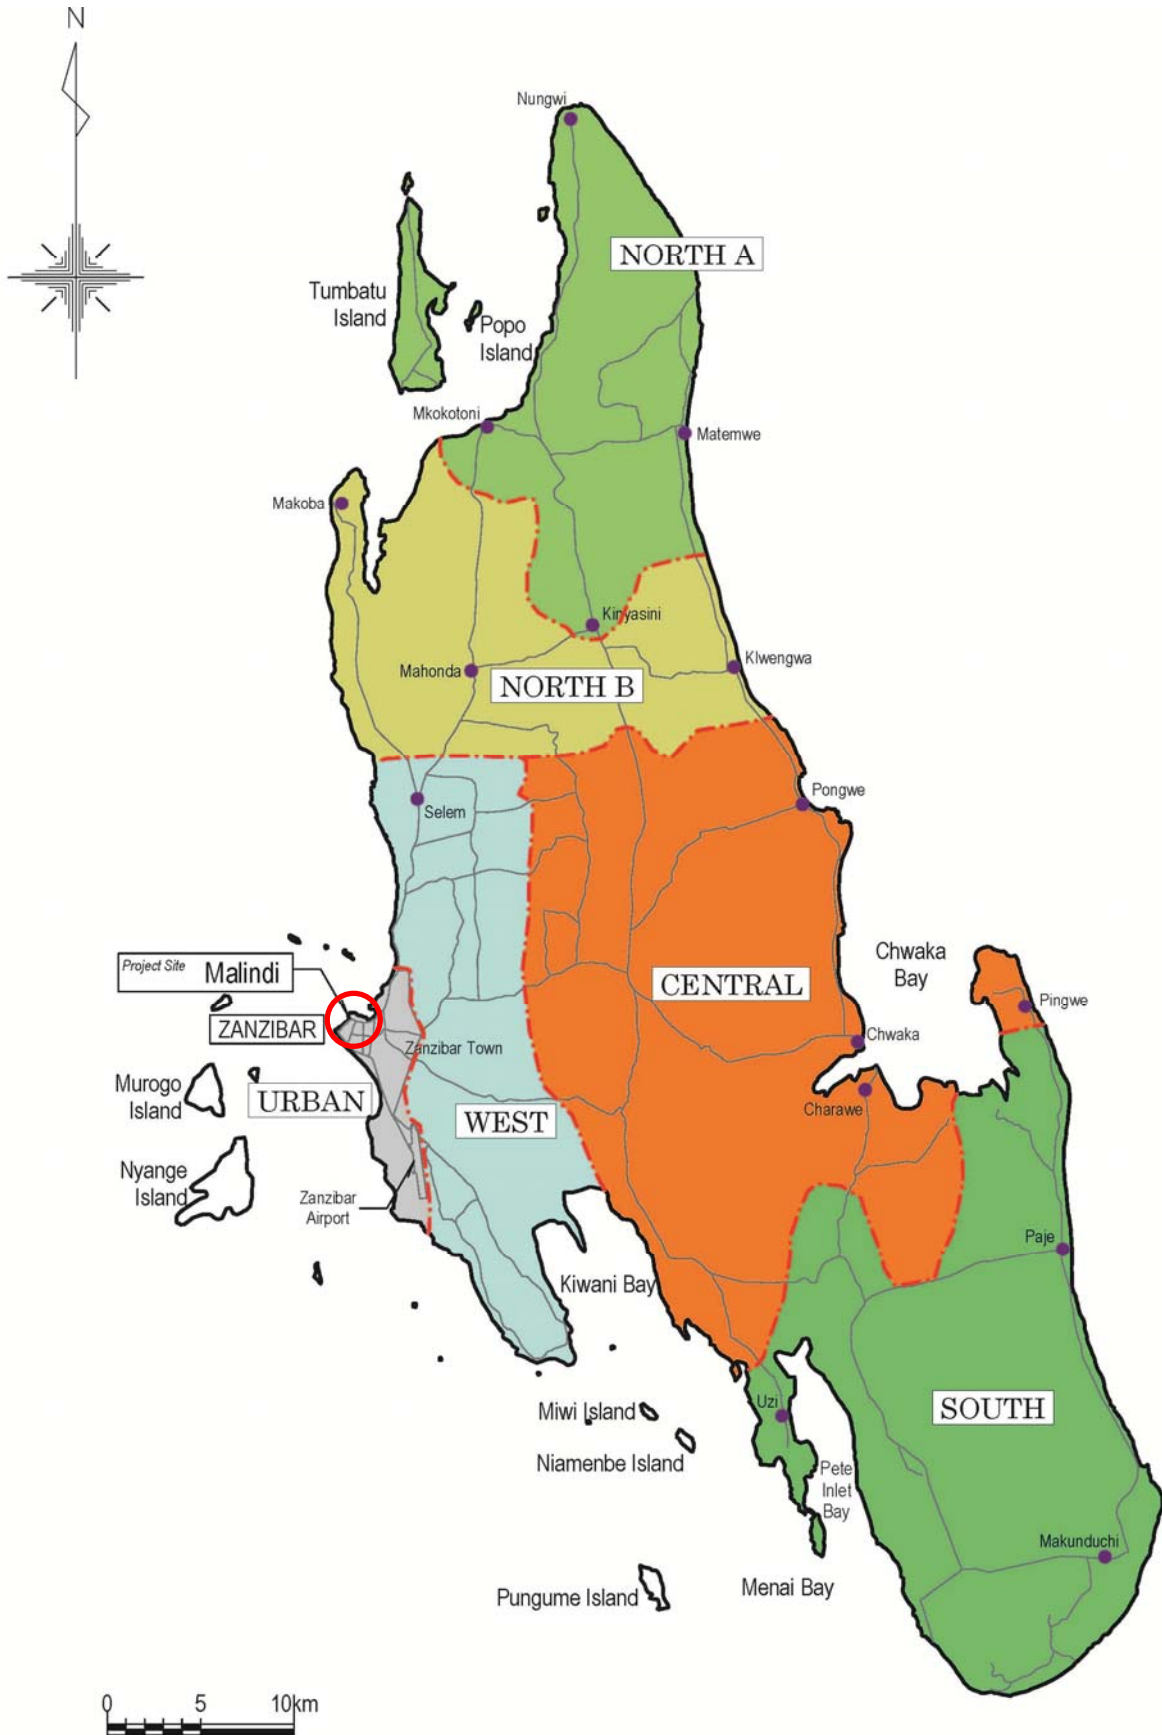 N
Nungwi
NORTH A
Tumbatu
Island
Popo
Island
Mkokotoni
Matemwe
Makoba
Kinyasini
Klwengwa
Mahonda
NORTH B
Pongwe
Selem
Chwaka
Bay
Project Site Malindi
CENTRAL
Pingwe
ZANZIBAR
Chwaka
Zanzibar Town
Murogo
Island
URBAN
Charawe
WEST
Nyange
Island
Zanzibar
Airport
Paje
Kiwani Bay
Uzi
SOUTH
Miwi Island
Niamenbe Island
Pete
Inlet
Bay
Makunduchi
Menai Bay
Pungume Island
0 5 10km